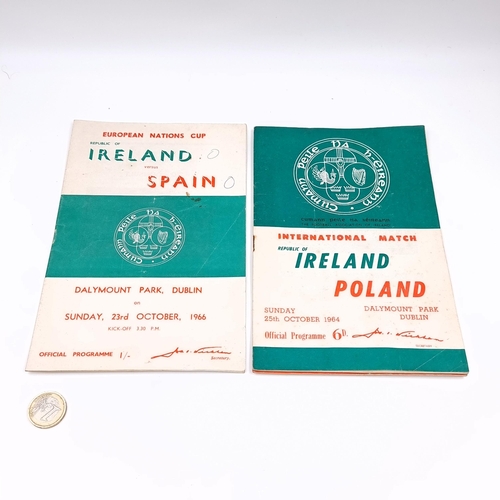 EUROPEAN NATIONS CUP
REPUBLIC OF
IRELAND 0
versus
SPAIN 0
CUMANN PEILE NA H-EIREANN
DALYMOUNT PARK, DUBLIN
on
SUNDAY, 23rd OCTOBER, 1966
KICK-OFF 3.30 P.M.
OFFICIAL PROGRAMME 1/-
CUMANN PEILE NA H-EIREANN
INTERNATIONAL MATCH
REPUBLIC OF
IRELAND
POLAND
SUNDAY
25th OCTOBER 1964
DALYMOUNT PARK
DUBLIN
Official Programme 6D.